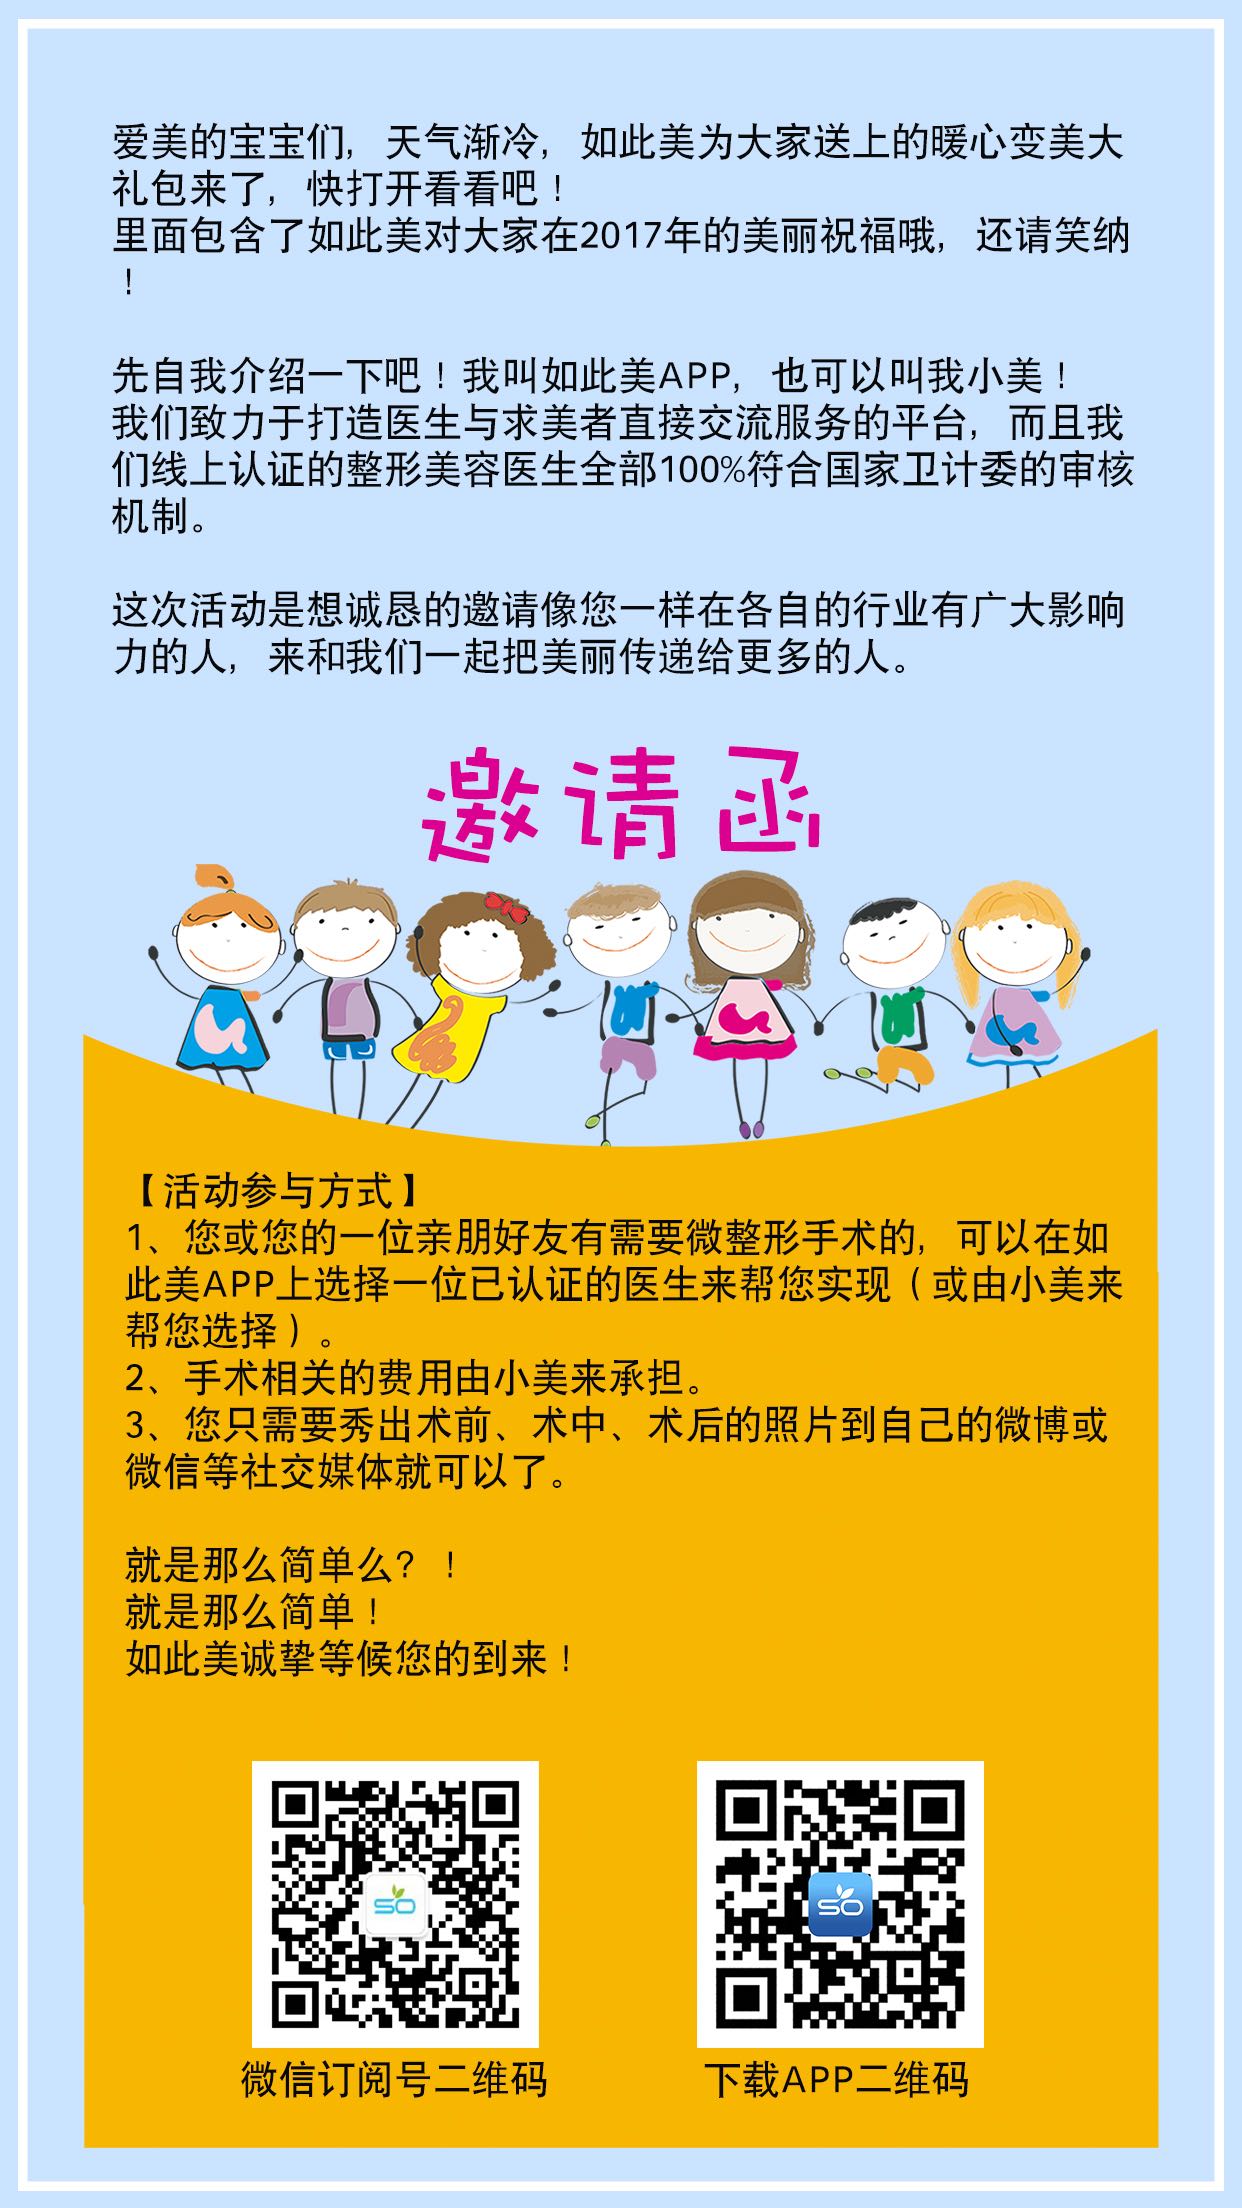 爱美的宝宝们，天气渐冷，如此美为大家送上的暖心变美大
礼包来了，快打开看看吧！
里面包含了如此美对大家在2017年的美丽祝福哦，还请笑纳
！
先自我介绍一下吧！我叫如此美APP，也可以叫我小美！
我们致力于打造医生与求美者直接交流服务的平台，而且我
们线上认证的整形美容医生全部100%符合国家卫计委的审核
机制。
这次活动是想诚恳的邀请像您一样在各自的行业有广大影响
力的人，来和我们一起把美丽传递给更多的人。
邀请函
【活动参与方式】
1、您或您的一位亲朋好友有需要微整形手术的，可以在如
此美APP上选择一位已认证的医生来帮您实现（或由小美来
帮您选择）。
2、手术相关的费用由小美来承担。
3、您只需要秀出术前、术中、术后的照片到自己的微博或
微信等社交媒体就可以了。
就是那么简单么？！
就是那么简单！
如此美诚挚等候您的到来！
SO
SO
微信订阅号二维码
下载APP二维码